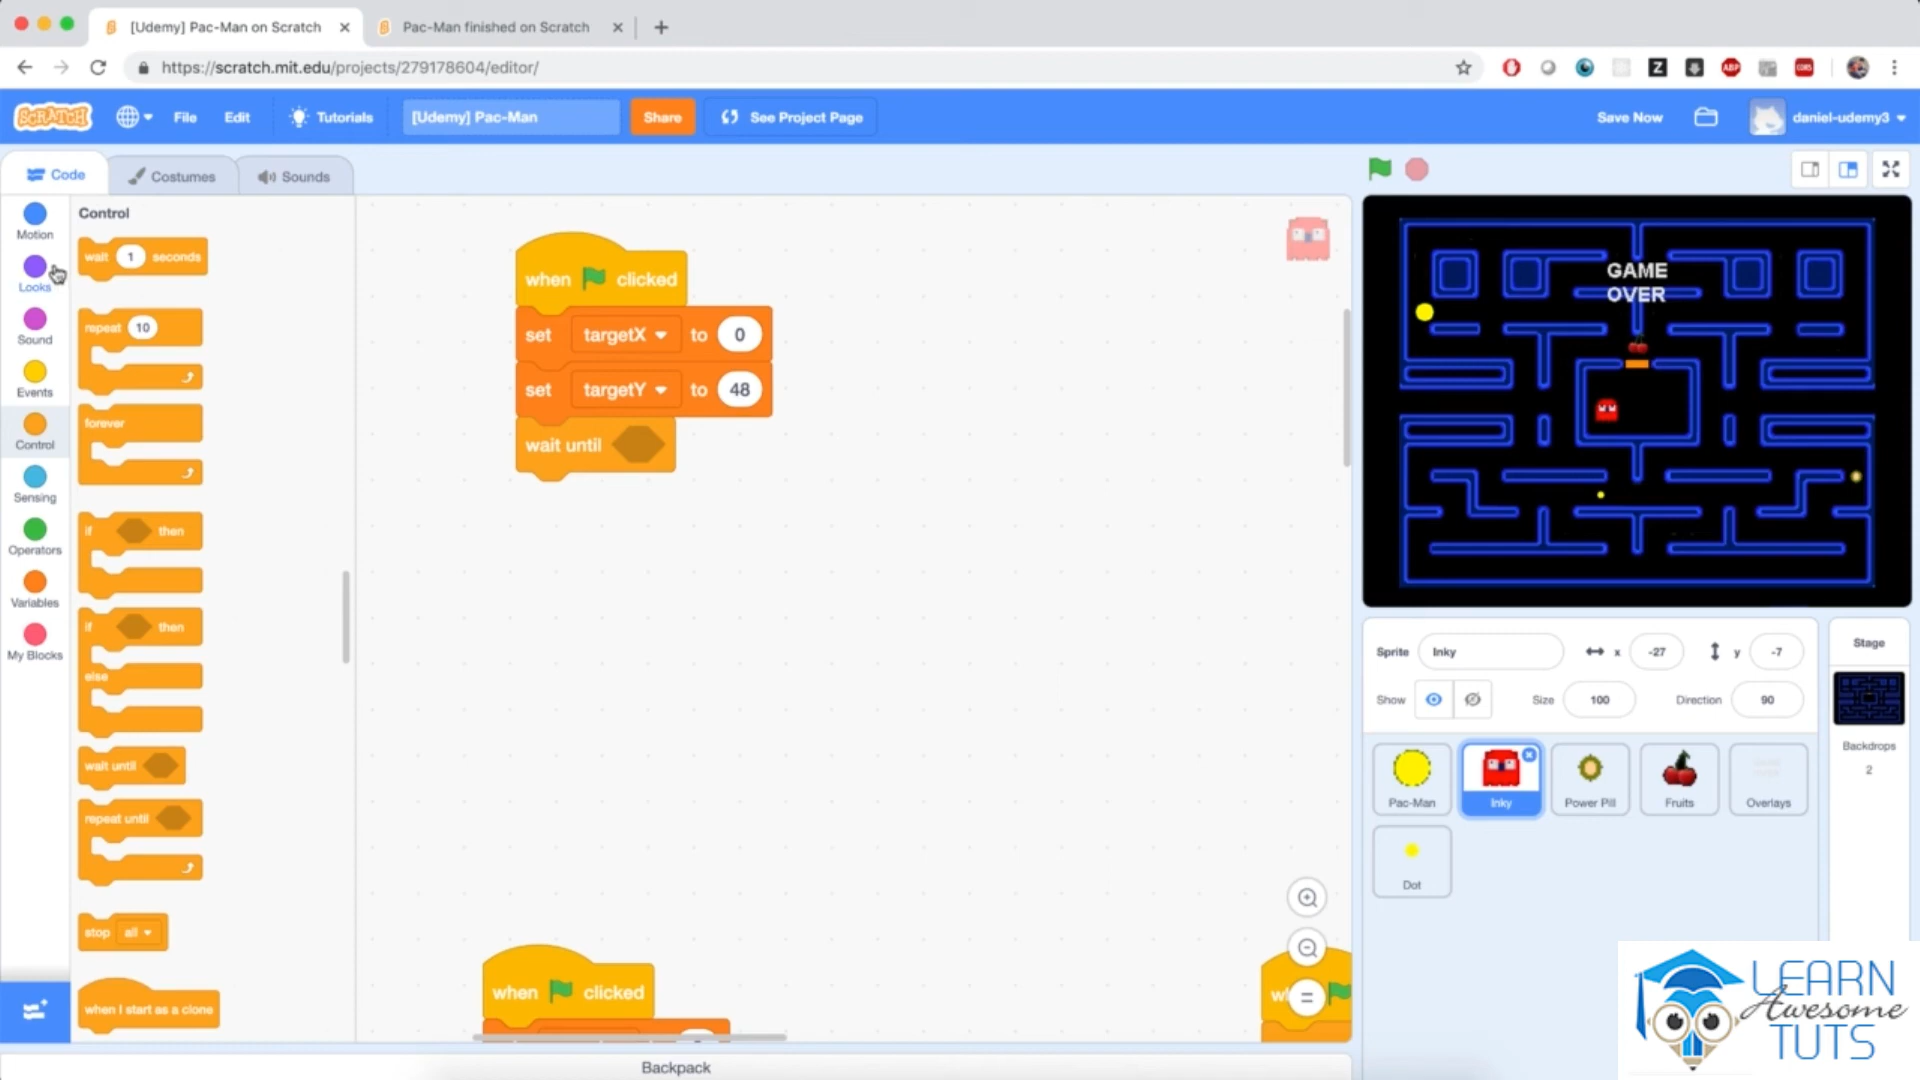 [Udemy] Pac-Man on Scratch
Pac-Man finished on Scratch
https://scratch.mit.edu/projects/279178604/editor/
SCRATCH
File
Edit
Tutorials
[Udemy] Pac-Man
Share
See Project Page
Save Now
daniel-udemy3
Code
Costumes
Sounds
Motion
Looks
Sound
Events
Control
Sensing
Operators
Variables
My Blocks
Control
wait 1 seconds
repeat 10
forever
if then
if then
else
wait until
repeat until
stop all
when I start as a clone
when clicked
set targetX to 0
set targetY to 48
wait until
when clicked
GAME
OVER
Sprite Inky x -27 y -7
Show Size 100 Direction 90
Pac-Man
Inky
Power Pill
Fruits
Overlays
Dot
Stage
Backdrops
2
Backpack
LEARN
Awesome
TUTS